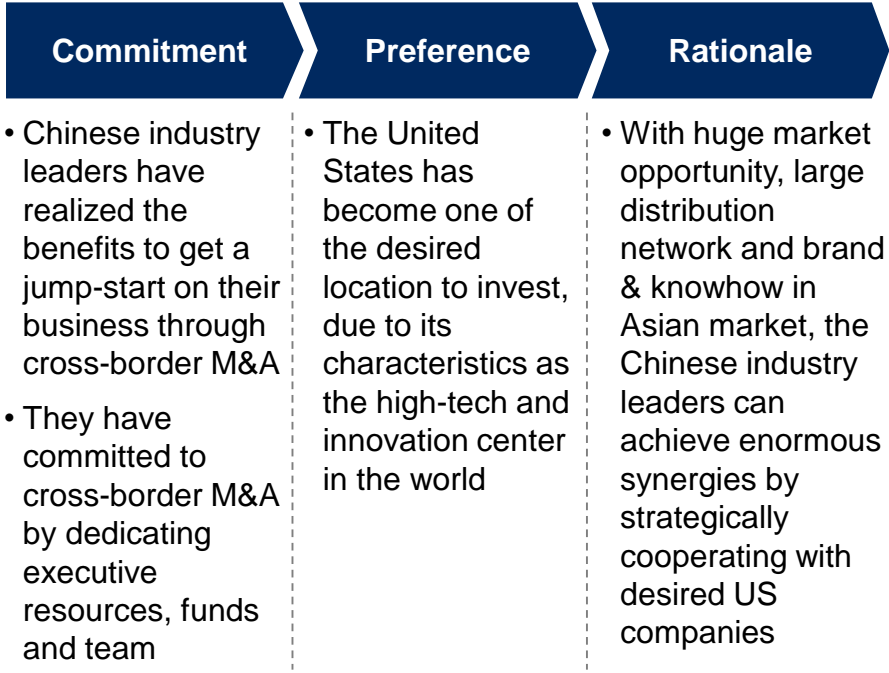 Commitment
Preference
Rationale
• Chinese industry
leaders have
realized the
benefits to get a
jump-start on their
business through
cross-border M&A
• They have
committed to
cross-border M&A
by dedicating
executive
resources, funds
and team
• The United
States has
become one of
the desired
location to invest,
due to its
characteristics as
the high-tech and
innovation center
in the world
• With huge market
opportunity, large
distribution
network and brand
& knowhow in
Asian market, the
Chinese industry
leaders can
achieve enormous
synergies by
strategically
cooperating with
desired US
companies